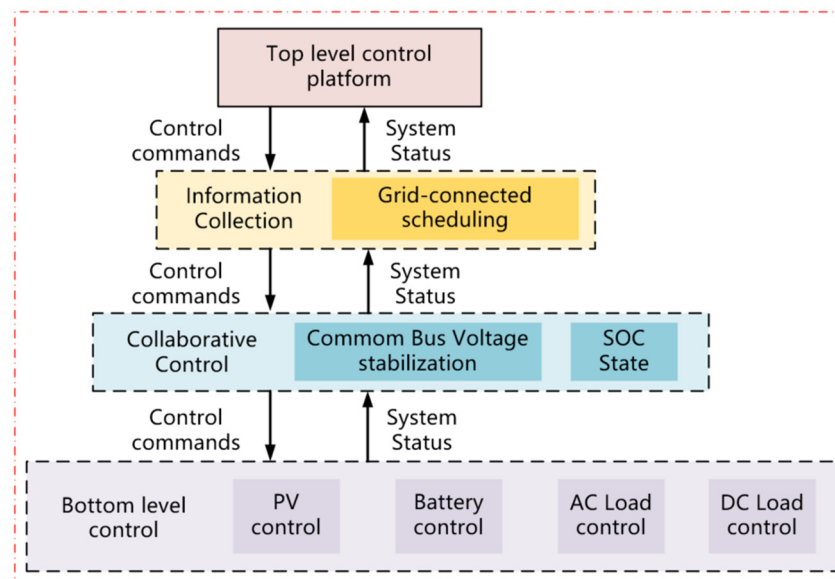 Top level control
platform
Control
commands
System
Status
Information
Collection
Grid-connected
scheduling
Control
commands
System
Status
Collaborative
Control
Commom Bus Voltage
stabilization
SOC
State
Control
commands
System
Status
Bottom level
control
PV
control
Battery
control
AC Load
control
DC Load
control